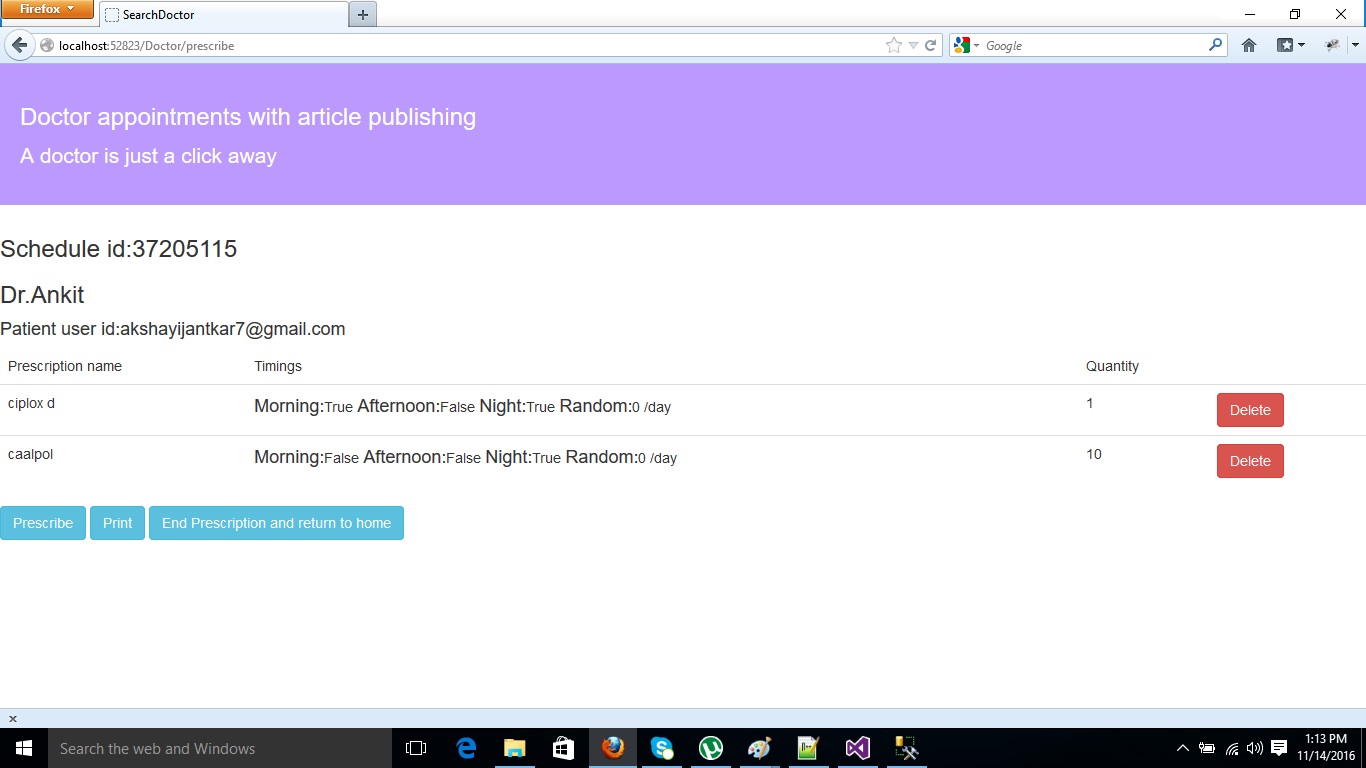 Firefox
SearchDoctor
localhost:52823/Doctor/prescribe
Google
Doctor appointments with article publishing
A doctor is just a click away
Schedule id:37205115
Dr.Ankit
Patient user id:akshayijantkar7@gmail.com
Prescription name Timings Quantity
ciplox d Morning:True Afternoon:False Night:True Random:0 /day 1 Delete
caalpol Morning:False Afternoon:False Night:True Random:0 /day 10 Delete
Prescribe Print End Prescription and return to home
x
Search the web and Windows
1:13 PM
11/14/2016